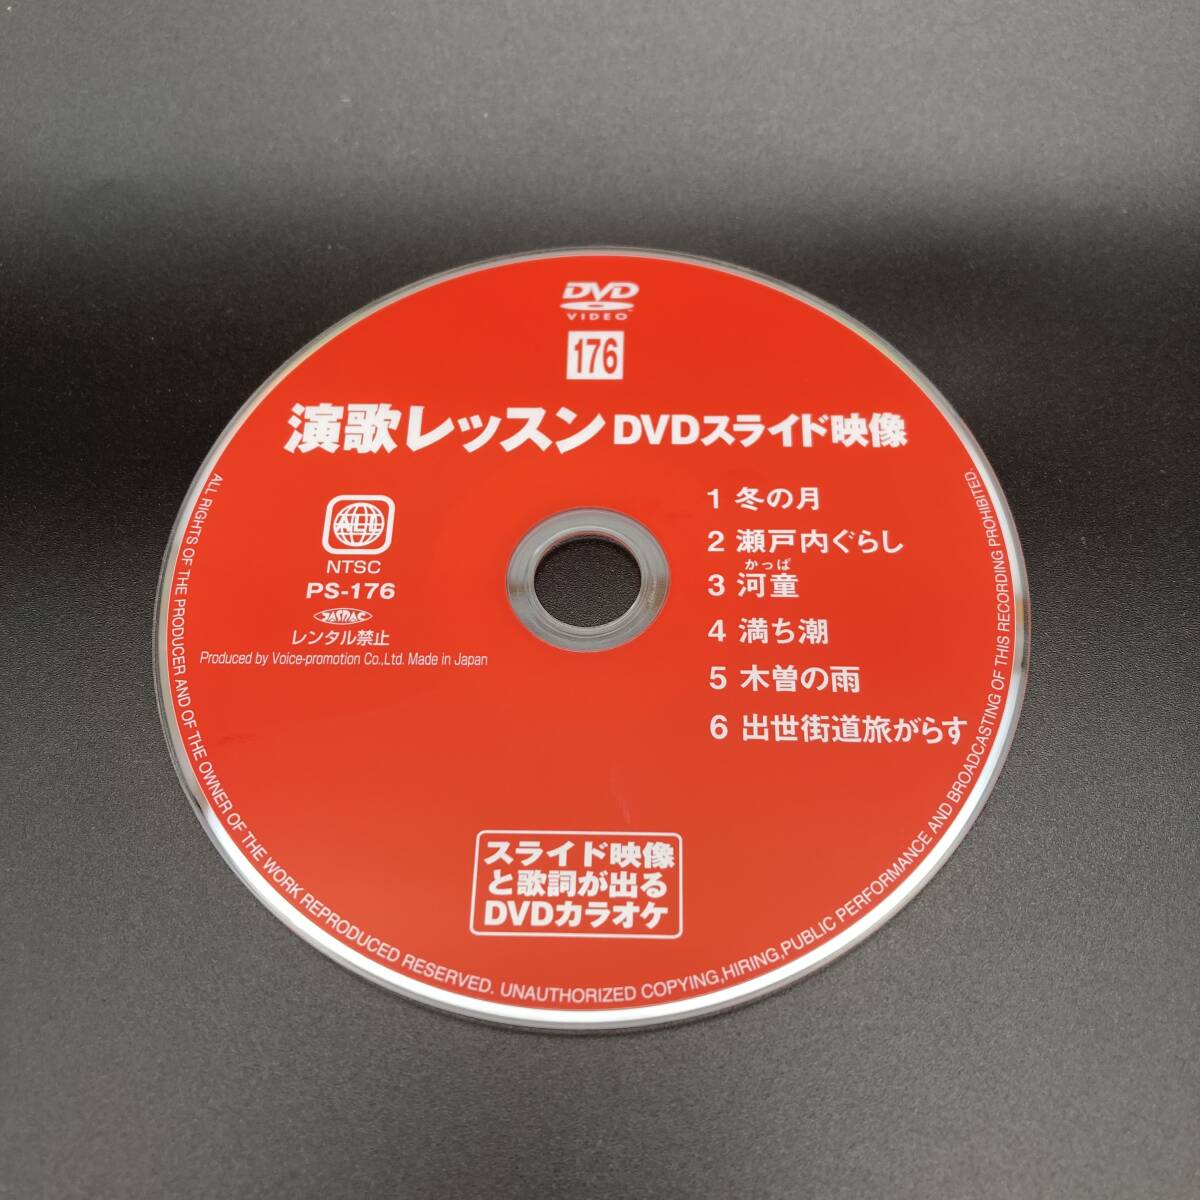 DVD
VIDEO
176
演歌レッスン DVDスライド映像
ALL
NTSC
PS-176
JASRAC
レンタル禁止
Produced by Voice-promotion Co.,Ltd. Made in Japan
1 冬の月
2 瀬戸内ぐらし
かっぱ
3 河童
4 満ち潮
5 木曽の雨
6 出世街道旅がらす
スライド映像
と歌詞が出る
DVDカラオケ
ALL RIGHTS OF THE PRODUCER AND OF THE OWNER OF THE WORK REPRODUCED RESERVED. UNAUTHORIZED COPYING,HIRING,PUBLIC PERFORMANCE AND BROADCASTING OF THIS RECORDING PROHIBITED.